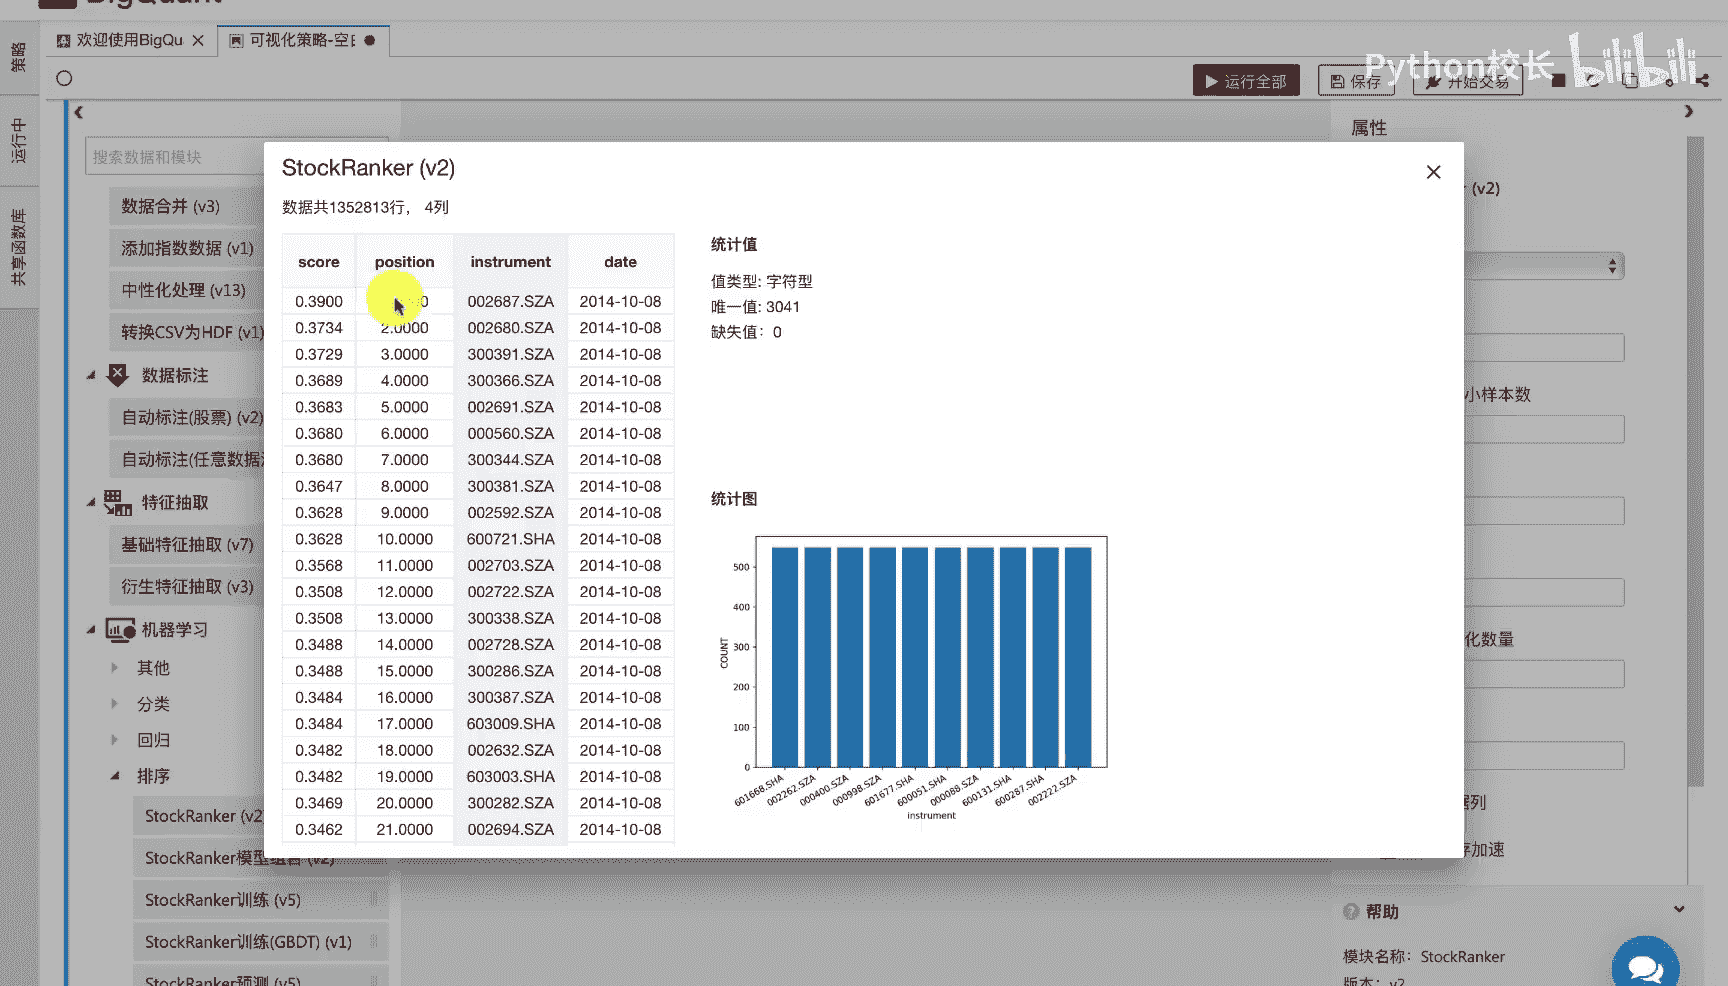 欢迎使用BigQu
可视化策略-空白
策略
运行中
共享函数库
运行全部
保存
开始交易
Python校长
bilibili
搜索数据和模块
数据合并 (v3)
添加指数数据 (v1)
中性化处理 (v13)
转换CSV为HDF (v1)
数据标注
自动标注(股票) (v2)
自动标注(任意数据
特征抽取
基础特征抽取 (v7)
衍生特征抽取 (v3)
机器学习
其他
分类
回归
排序
StockRanker (v2)
StockRanker模型组合 (v2)
StockRanker训练 (v5)
StockRanker训练(GBDT) (v1)
StockRanker预测 (v5)
StockRanker (v2)
数据共1352813行， 4列
score position instrument date
0.3900 002687.SZA 2014-10-08
0.3734 2.0000 002680.SZA 2014-10-08
0.3729 3.0000 300391.SZA 2014-10-08
0.3689 4.0000 300366.SZA 2014-10-08
0.3683 5.0000 002691.SZA 2014-10-08
0.3680 6.0000 000560.SZA 2014-10-08
0.3680 7.0000 300344.SZA 2014-10-08
0.3647 8.0000 300381.SZA 2014-10-08
0.3628 9.0000 002592.SZA 2014-10-08
0.3628 10.0000 600721.SHA 2014-10-08
0.3568 11.0000 002703.SZA 2014-10-08
0.3508 12.0000 002722.SZA 2014-10-08
0.3508 13.0000 300338.SZA 2014-10-08
0.3488 14.0000 002728.SZA 2014-10-08
0.3488 15.0000 300286.SZA 2014-10-08
0.3484 16.0000 300387.SZA 2014-10-08
0.3484 17.0000 603009.SHA 2014-10-08
0.3482 18.0000 002632.SZA 2014-10-08
0.3482 19.0000 603003.SHA 2014-10-08
0.3469 20.0000 300282.SZA 2014-10-08
0.3462 21.0000 002694.SZA 2014-10-08
统计值
值类型: 字符型
唯一值: 3041
缺失值：0
统计图
500
400
300
200
100
0
COUNT
601668.SHA
002262.SZA
000400.SZA
000998.SZA
601677.SHA
600051.SHA
000088.SZA
600131.SHA
600287.SHA
002222.SZA
instrument
属性
(v2)
小样本数
化数量
据列
存加速
帮助
模块名称：StockRanker
版本：v2